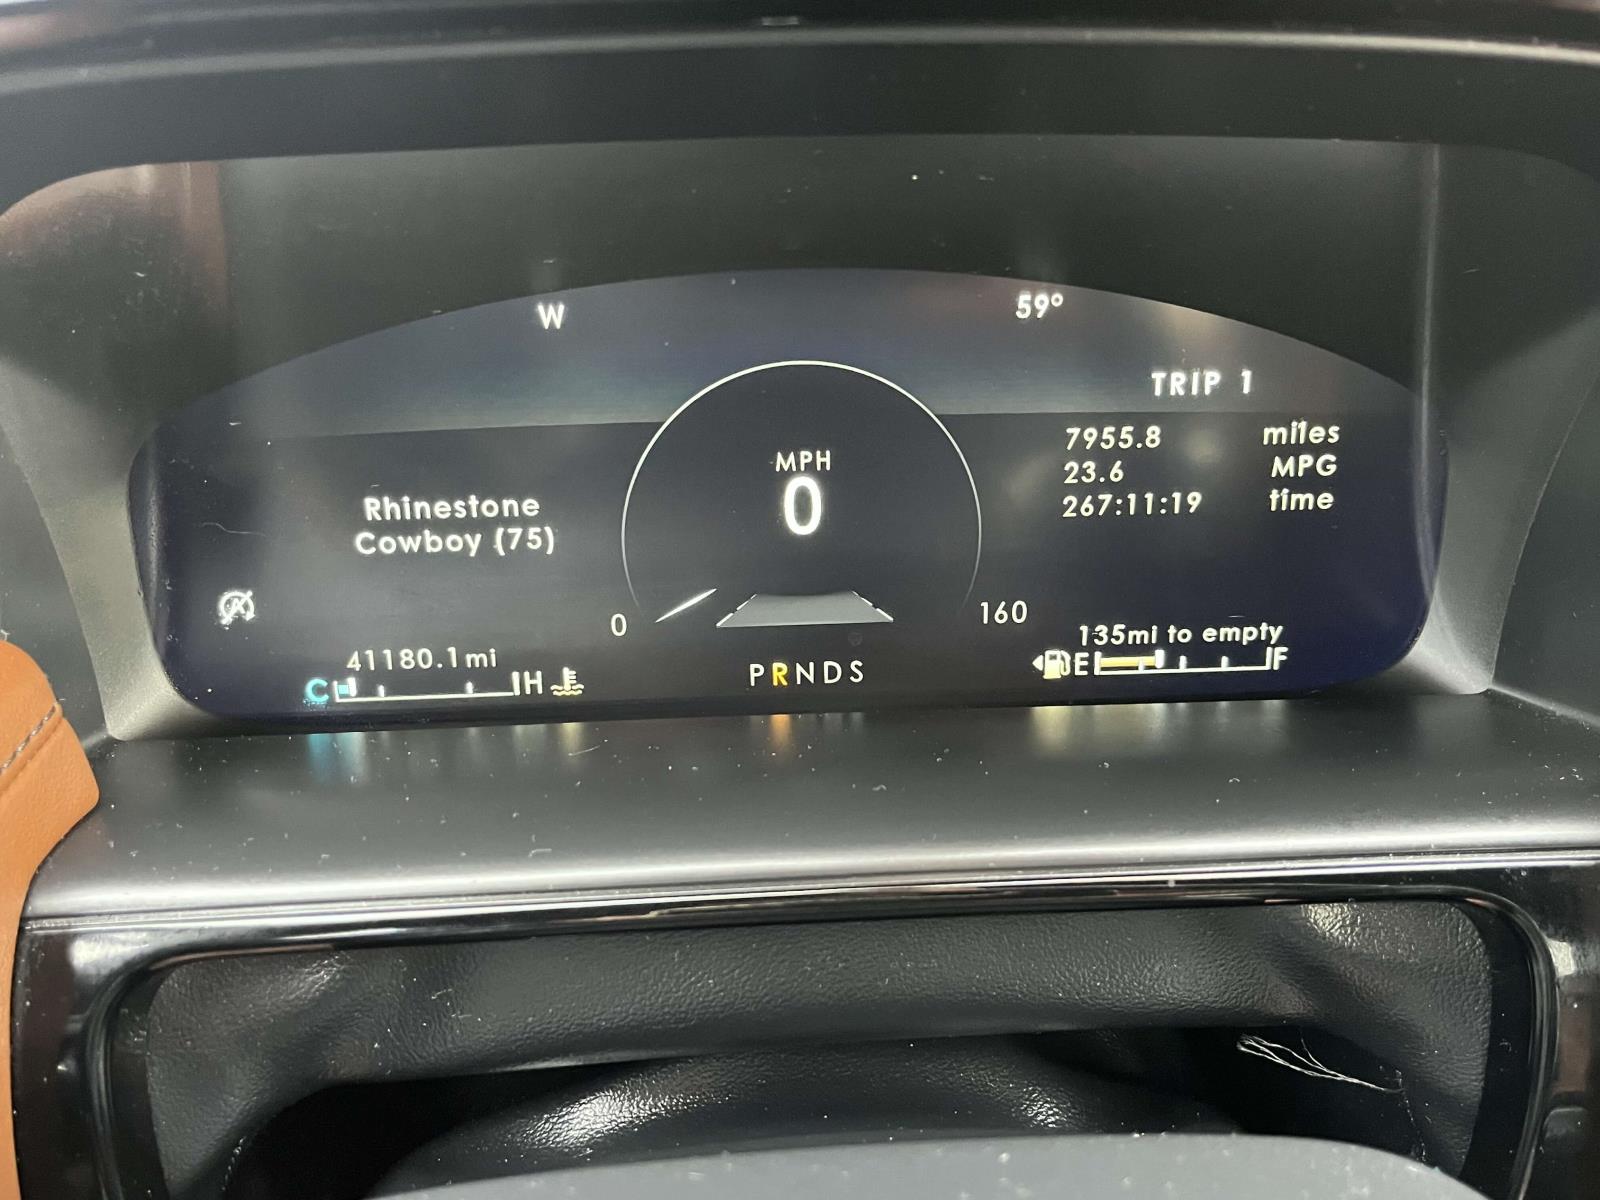 W
59°
TRIP 1
7955.8 miles
23.6 MPG
267:11:19 time
MPH
0
Rhinestone
Cowboy (75)
A
0
160
135mi to empty
E F
41180.1mi
C H
PRNDS